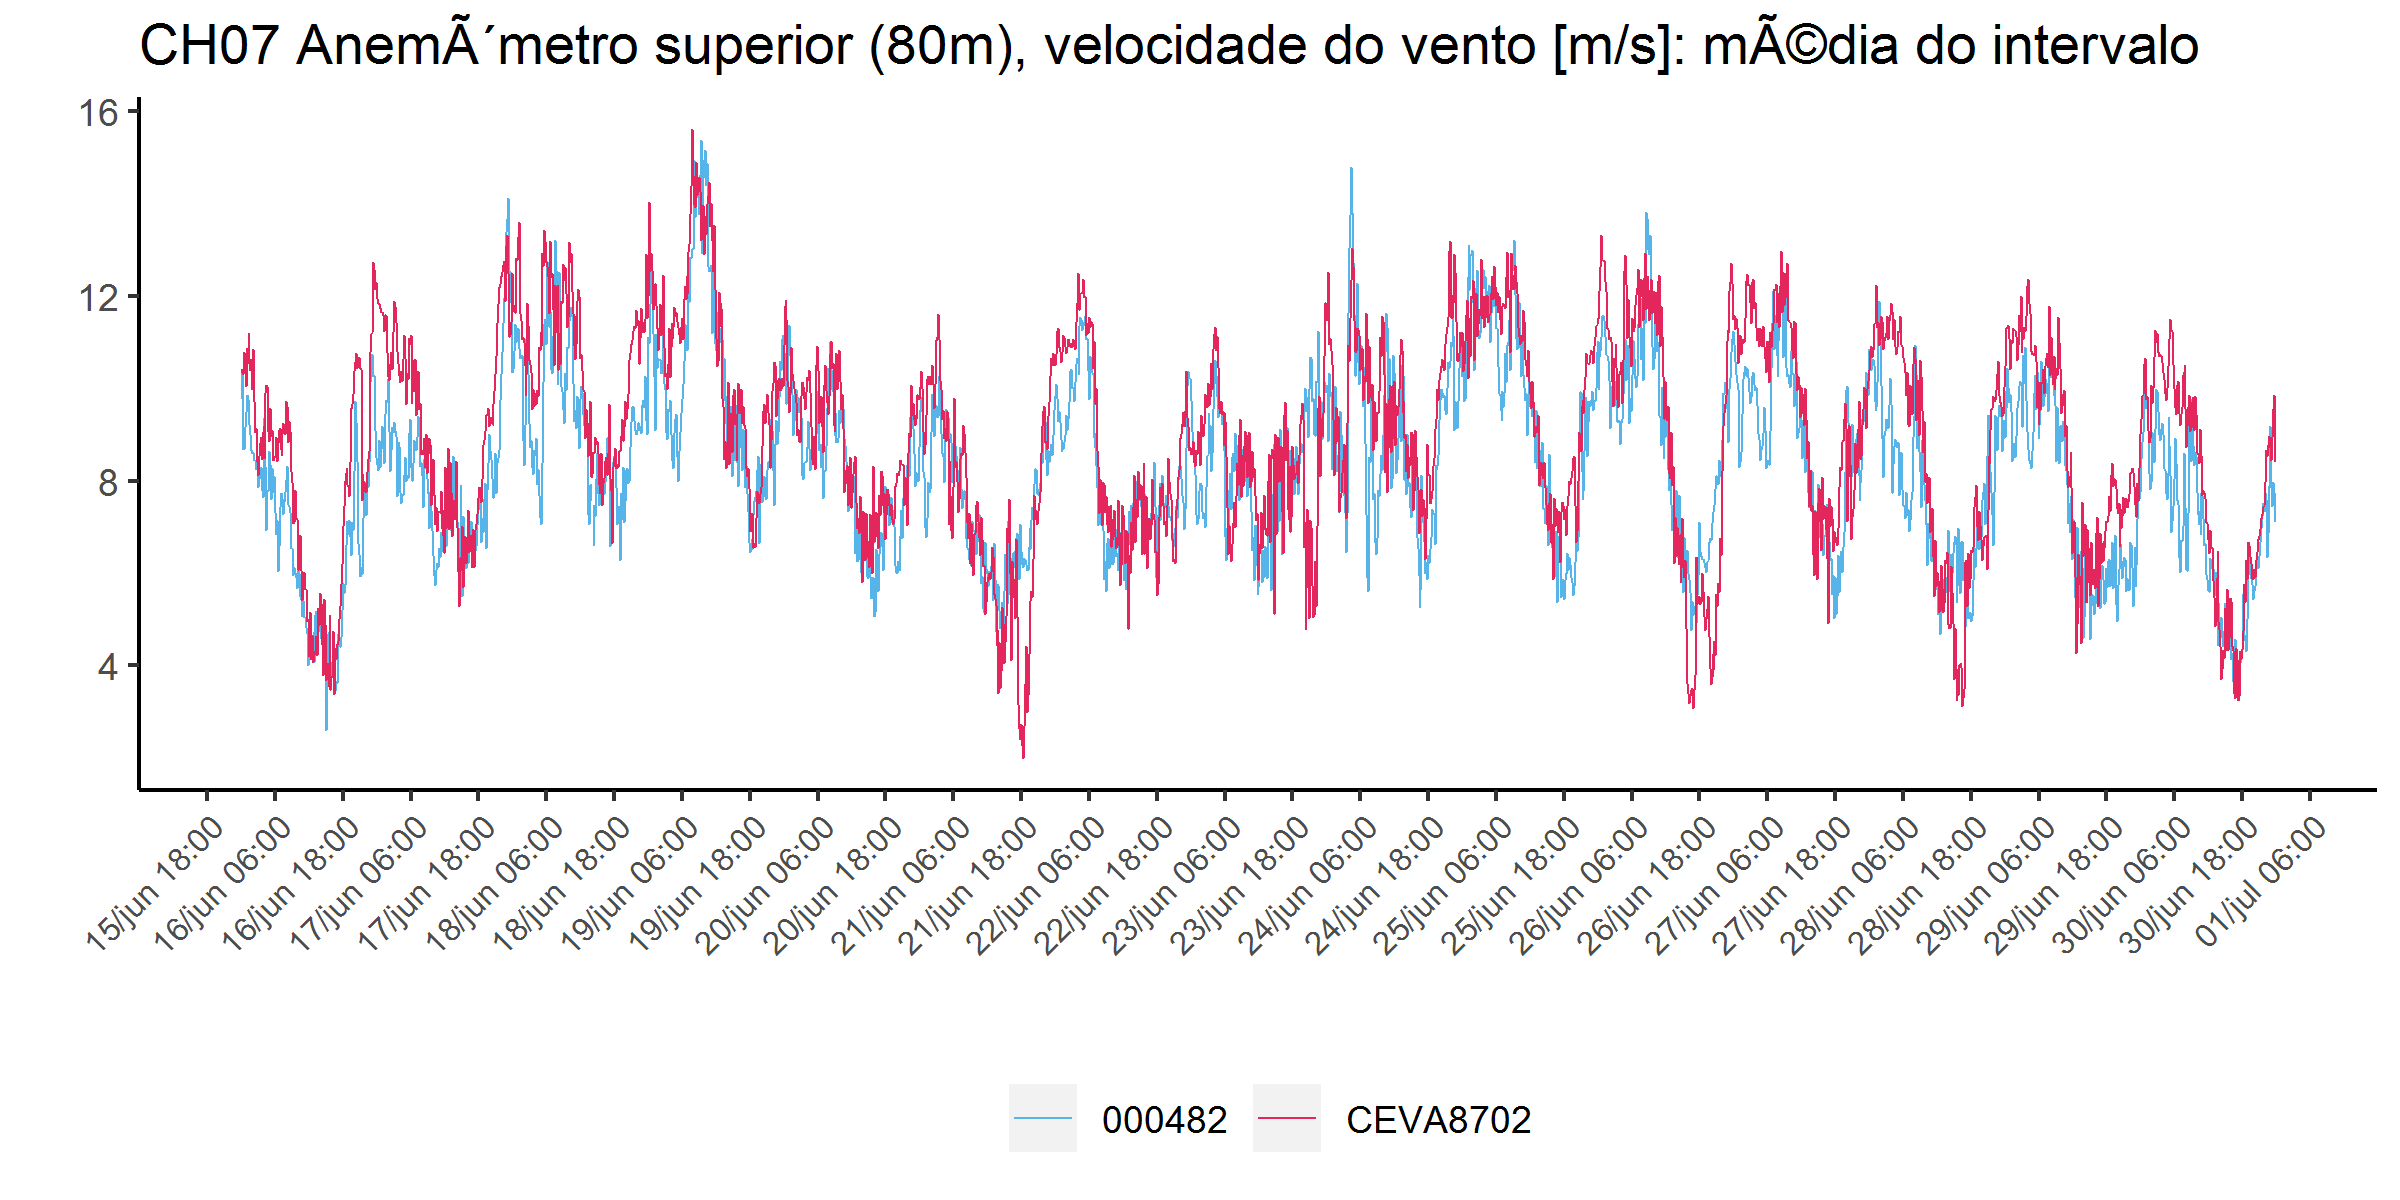 CH07 AnemÃ´metro superior (80m), velocidade do vento [m/s]: mÃ©dia do intervalo
16
12
8
4
15/jun 18:00
16/jun 06:00
16/jun 18:00
17/jun 06:00
17/jun 18:00
18/jun 06:00
18/jun 18:00
19/jun 06:00
19/jun 18:00
20/jun 06:00
20/jun 18:00
21/jun 06:00
21/jun 18:00
22/jun 06:00
22/jun 18:00
23/jun 06:00
23/jun 18:00
24/jun 06:00
24/jun 18:00
25/jun 06:00
25/jun 18:00
26/jun 06:00
26/jun 18:00
27/jun 06:00
27/jun 18:00
28/jun 06:00
28/jun 18:00
29/jun 06:00
29/jun 18:00
30/jun 06:00
30/jun 18:00
01/jul 06:00
000482
CEVA8702